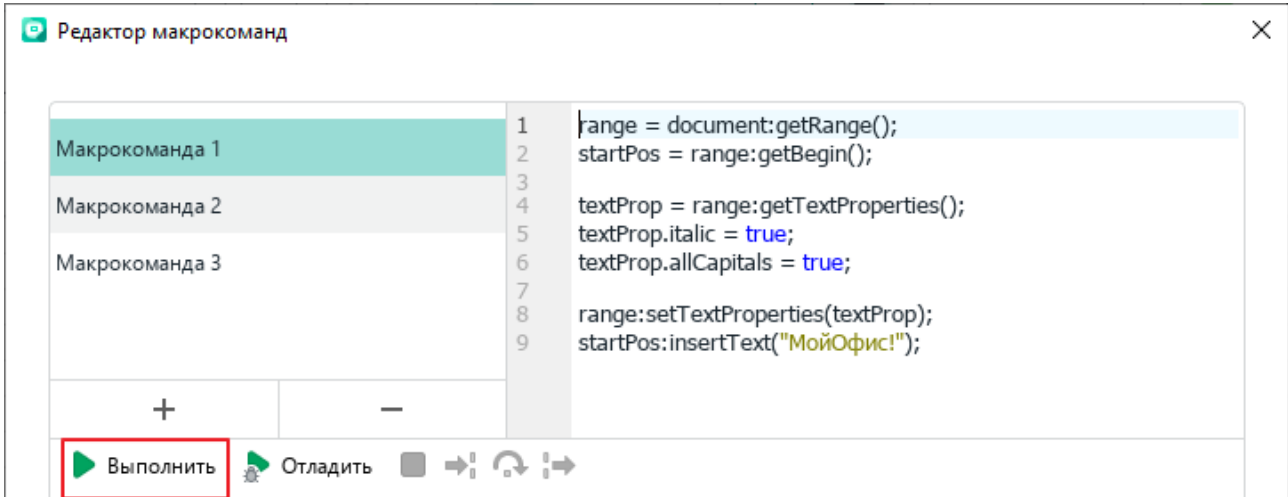 Редактор макрокоманд
Макрокоманда 1
Макрокоманда 2
Макрокоманда 3
1 range = document:getRange();
2 startPos = range:getBegin();
3
4 textProp = range:getTextProperties();
5 textProp.italic = true;
6 textProp.allCapitals = true;
7
8 range:setTextProperties(textProp);
9 startPos:insertText("МойОфис!");
+ −
Выполнить Отладить